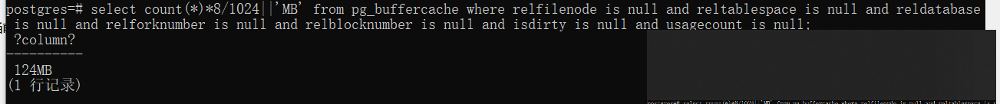 postgres=# select count(*)*8/1024||'MB' from pg_buffercache where relfilenode is null and reltablespace is null and reldatabase
is null and relforknumber is null and relblocknumber is null and isdirty is null and usagecount is null;
?column?
----------
124MB
(1 行记录)